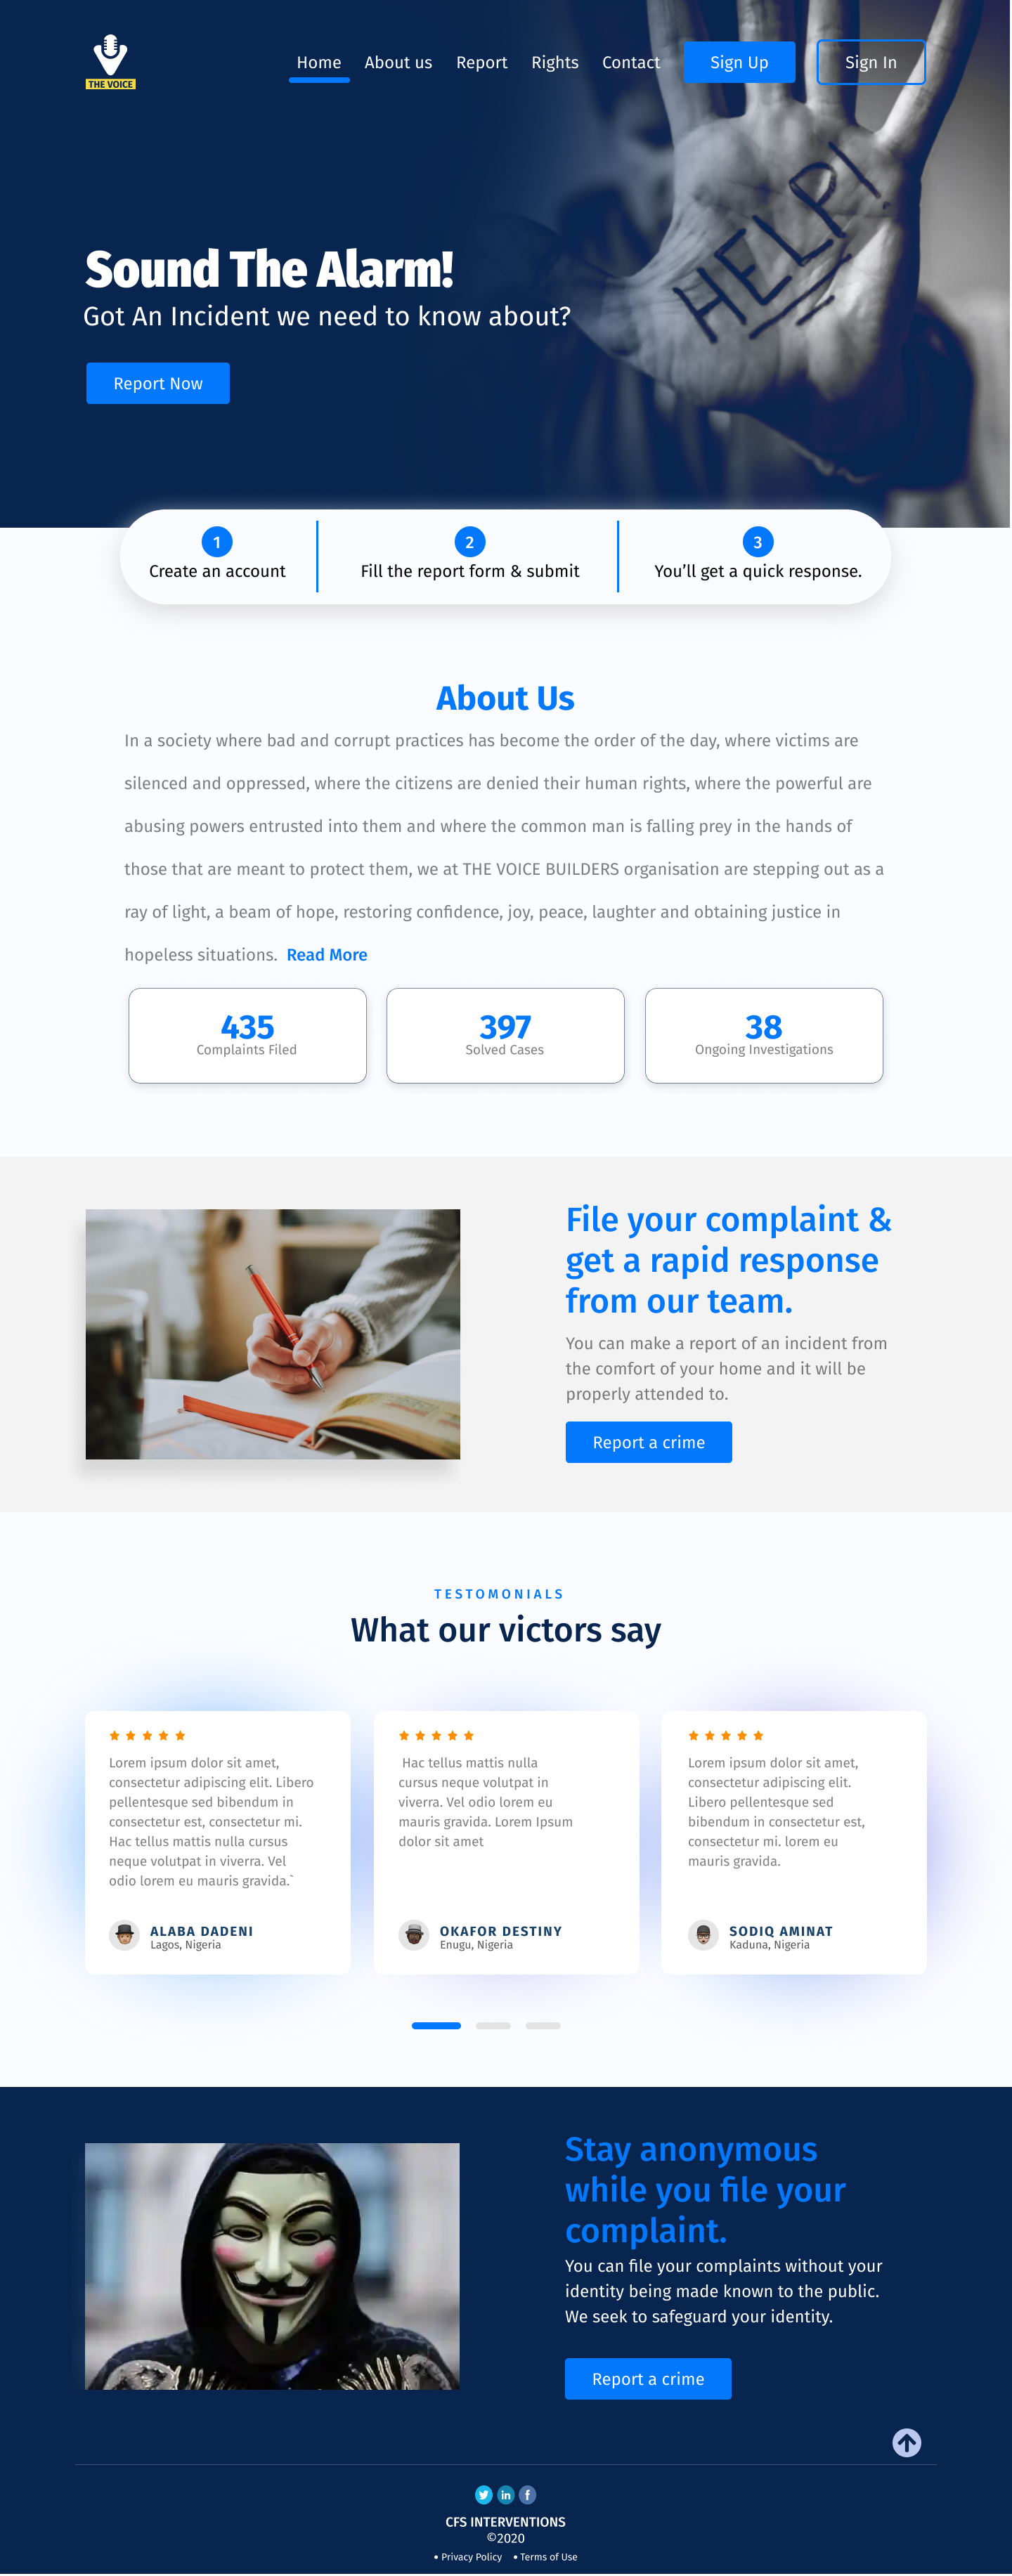 THE VOICE
Home About us Report Rights Contact Sign Up Sign In
HELP!
Sound The Alarm!
Got An Incident we need to know about?
Report Now
1
Create an account
2
Fill the report form & submit
3
You’ll get a quick response.
About Us
In a society where bad and corrupt practices has become the order of the day, where victims are
silenced and oppressed, where the citizens are denied their human rights, where the powerful are
abusing powers entrusted into them and where the common man is falling prey in the hands of
those that are meant to protect them, we at THE VOICE BUILDERS organisation are stepping out as a
ray of light, a beam of hope, restoring confidence, joy, peace, laughter and obtaining justice in
hopeless situations. Read More
435
Complaints Filed
397
Solved Cases
38
Ongoing Investigations
File your complaint &
get a rapid response
from our team.
You can make a report of an incident from
the comfort of your home and it will be
properly attended to.
Report a crime
TESTOMONIALS
What our victors say
Lorem ipsum dolor sit amet,
consectetur adipiscing elit. Libero
pellentesque sed bibendum in
consectetur est, consectetur mi.
Hac tellus mattis nulla cursus
neque volutpat in viverra. Vel
odio lorem eu mauris gravida.`
ALABA DADENI
Lagos, Nigeria
Hac tellus mattis nulla
cursus neque volutpat in
viverra. Vel odio lorem eu
mauris gravida. Lorem Ipsum
dolor sit amet
OKAFOR DESTINY
Enugu, Nigeria
Lorem ipsum dolor sit amet,
consectetur adipiscing elit.
Libero pellentesque sed
bibendum in consectetur est,
consectetur mi. lorem eu
mauris gravida.
SODIQ AMINAT
Kaduna, Nigeria
Stay anonymous
while you file your
complaint.
You can file your complaints without your
identity being made known to the public.
We seek to safeguard your identity.
Report a crime
in f
CFS INTERVENTIONS
©2020
• Privacy Policy • Terms of Use